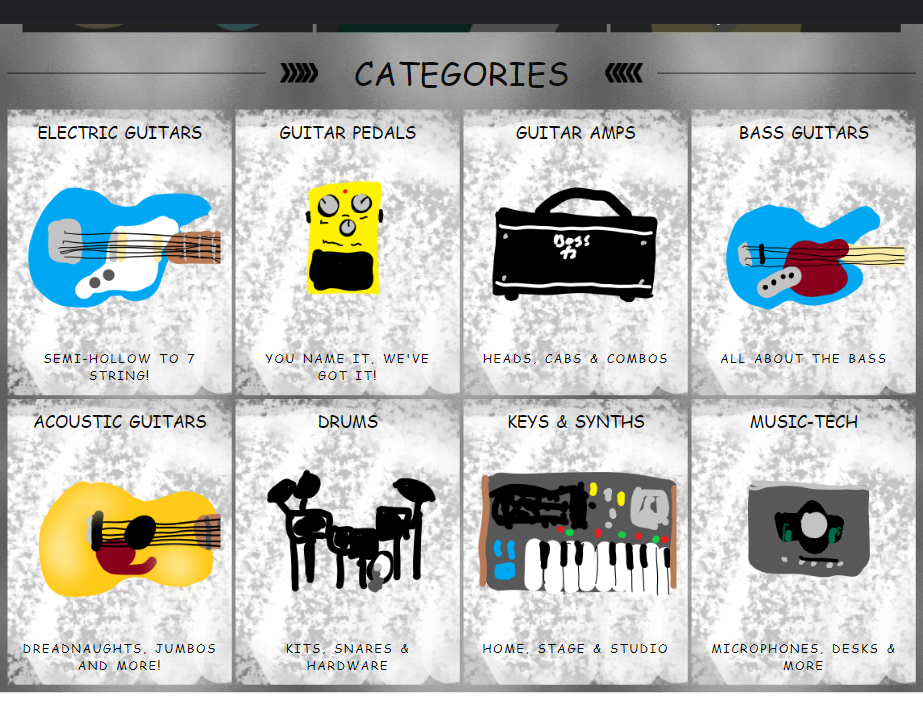 CATEGORIES
ELECTRIC GUITARS
GUITAR PEDALS
GUITAR AMPS
BASS GUITARS
Boss
SEMI-HOLLOW TO 7
STRING!
YOU NAME IT, WE'VE
GOT IT!
HEADS, CABS & COMBOS
ALL ABOUT THE BASS
ACOUSTIC GUITARS
DRUMS
KEYS & SYNTHS
MUSIC-TECH
DREADNAUGHTS, JUMBOS
AND MORE!
KITS, SNARES &
HARDWARE
HOME, STAGE & STUDIO
MICROPHONES, DESKS &
MORE